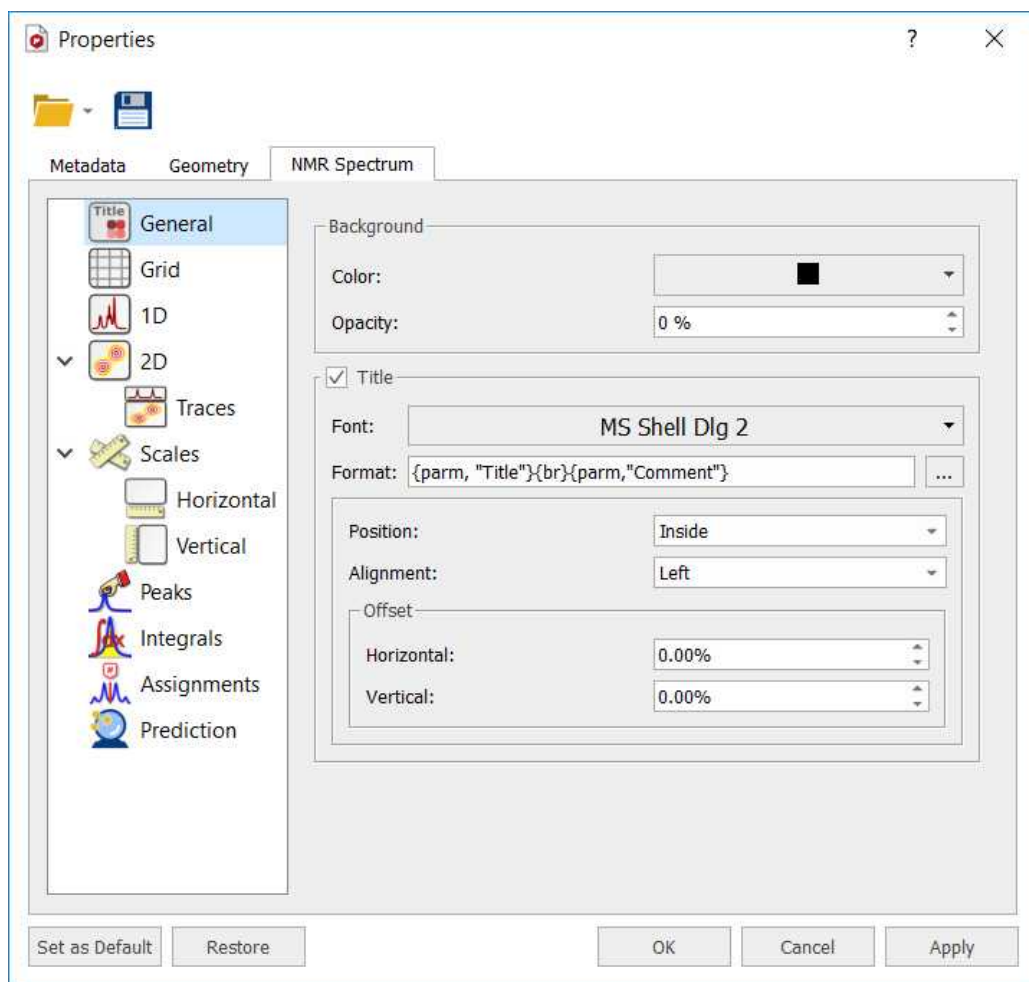 Properties
?
Metadata Geometry NMR Spectrum
Title
General
Grid
1D
2D
Traces
Scales
Horizontal
Vertical
Peaks
Integrals
Assignments
Prediction
Background
Color:
Opacity: 0 %
Title
Font: MS Shell Dlg 2
Format: {parm, "Title"}{br}{parm,"Comment"} ...
Position: Inside
Alignment: Left
Offset
Horizontal: 0.00%
Vertical: 0.00%
Set as Default Restore OK Cancel Apply